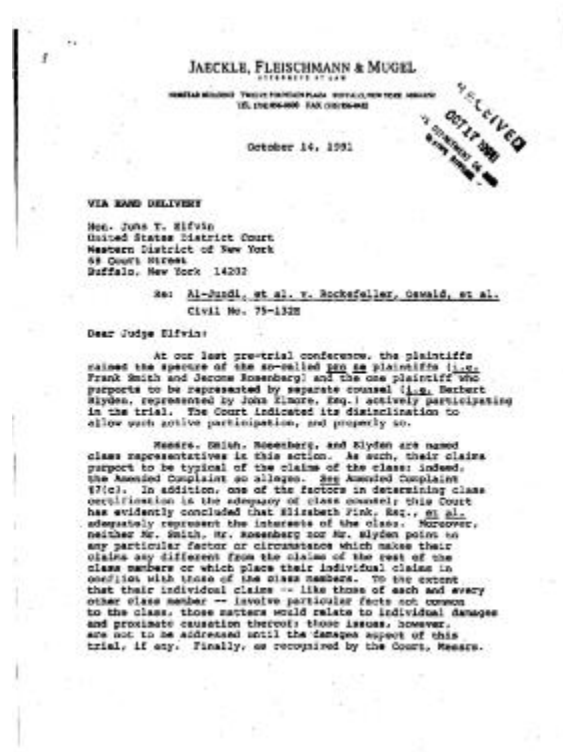 JAECKLE, FLEISCHMANN & MUGEL
ATTORNEYS AT LAW
TWELVE FOUNTAIN PLAZA BUFFALO, NEW YORK
RECEIVED
OCT 17 1991
October 14, 1991
VIA HAND DELIVERY
Hon. John T. Elfvin
United States District Court
Western District of New York
68 Court Street
Buffalo, New York 14202
Re: Al-Jundi, et al. v. Rockefeller, Oswald, et al.
Civil No. 75-132E
Dear Judge Elfvin:
At our last pre-trial conference, the plaintiffs
raised the spectre of the so-called pro se plaintiffs (i.e.
Frank Smith and Jerome Rosenberg) and the one plaintiff who
purports to be represented by separate counsel (i.e. Herbert
Blyden, represented by John Elmore, Esq.) actively participating
in the trial. The Court indicated its disinclination to
allow such active participation, and properly so.
Messrs. Smith, Rosenberg, and Blyden are named
class representatives in this action. As such, their claims
purport to be typical of the claims of the class; indeed,
the Amended Complaint so alleges. See Amended Complaint
¶7(c). In addition, one of the factors in determining class
certification is the adequacy of class counsel; this Court
has evidently concluded that Elizabeth Fink, Esq., et al.
adequately represent the interests of the class. Moreover,
neither Mr. Smith, Mr. Rosenberg nor Mr. Blyden point to
any particular factor or circumstance which makes their
claims any different from the claims of the rest of the
class members or which place their individual claims in
conflict with those of the class members. To the extent
that their individual claims -- like those of each and every
other class member -- involve particular facts not common
to the class, those matters would relate to individual damages
and proximate causation thereof; those issues, however,
are not to be addressed until the damages aspect of this
trial, if any. Finally, as recognized by the Court, Messrs.